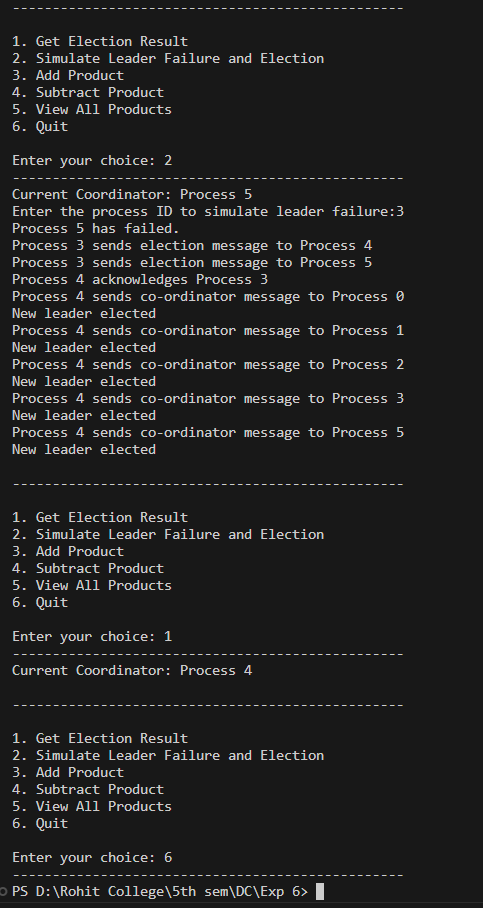 -------------------------------------------------
1. Get Election Result
2. Simulate Leader Failure and Election
3. Add Product
4. Subtract Product
5. View All Products
6. Quit
Enter your choice: 2
-------------------------------------------------
Current Coordinator: Process 5
Enter the process ID to simulate leader failure:3
Process 5 has failed.
Process 3 sends election message to Process 4
Process 3 sends election message to Process 5
Process 4 acknowledges Process 3
Process 4 sends co-ordinator message to Process 0
New leader elected
Process 4 sends co-ordinator message to Process 1
New leader elected
Process 4 sends co-ordinator message to Process 2
New leader elected
Process 4 sends co-ordinator message to Process 3
New leader elected
Process 4 sends co-ordinator message to Process 5
New leader elected
-------------------------------------------------
1. Get Election Result
2. Simulate Leader Failure and Election
3. Add Product
4. Subtract Product
5. View All Products
6. Quit
Enter your choice: 1
-------------------------------------------------
Current Coordinator: Process 4
-------------------------------------------------
1. Get Election Result
2. Simulate Leader Failure and Election
3. Add Product
4. Subtract Product
5. View All Products
6. Quit
Enter your choice: 6
-------------------------------------------------
PS D:\Rohit College\5th sem\DC\Exp 6>